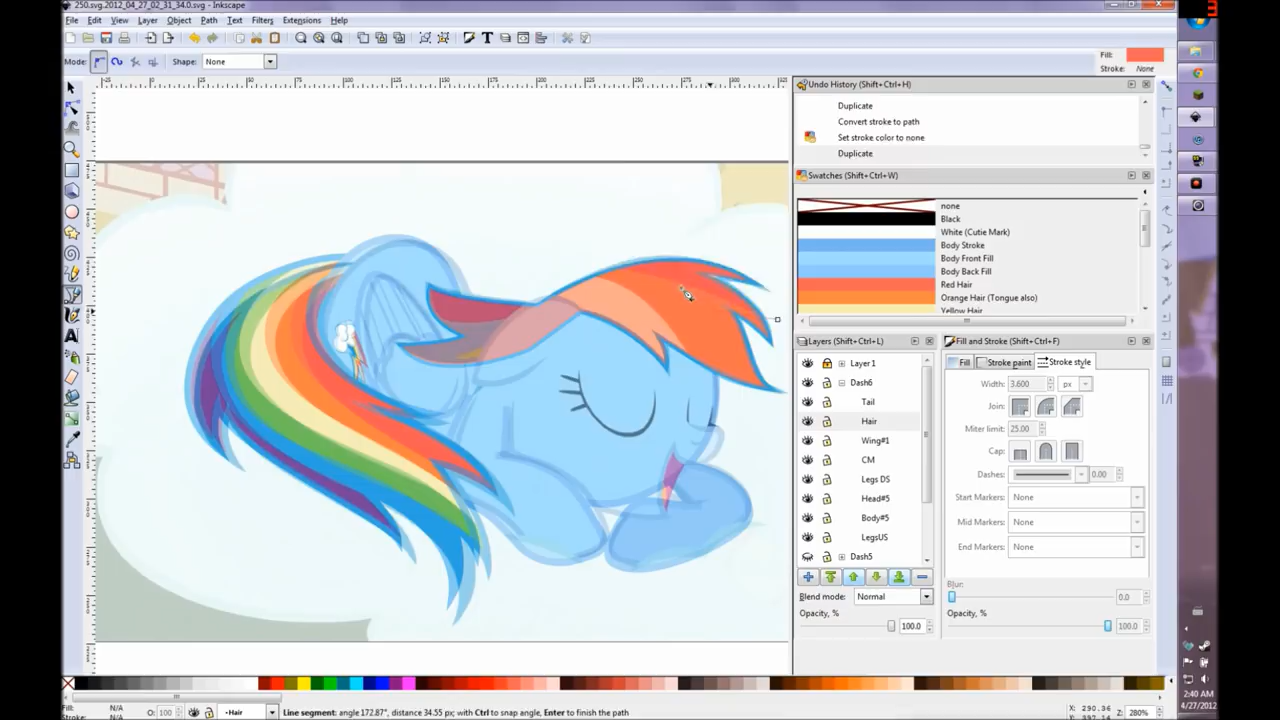 250.svg.2012_04_27_02_31_34.0.svg - Inkscape
File Edit View Layer Object Path Text Filters Extensions Help
Mode: Shape: None Fill:
Stroke: None
Undo History (Shift+Ctrl+H)
Duplicate
Convert stroke to path
Set stroke color to none
Duplicate
Swatches (Shift+Ctrl+W)
none
Black
White (Cutie Mark)
Body Stroke
Body Front Fill
Body Back Fill
Red Hair
Orange Hair (Tongue also)
Yellow Hair
Layers (Shift+Ctrl+L)
Layer1
Dash6
Tail
Hair
Wing#1
CM
Legs DS
Head#5
Body#5
LegsUS
Dash5
Blend mode: Normal
Opacity, % 100.0
Fill and Stroke (Shift+Ctrl+F)
Fill Stroke paint Stroke style
Width: 3.600 px
Join:
Miter limit: 25.00
Cap:
Dashes: 0.00
Start Markers: None
Mid Markers: None
End Markers: None
Blur:
0.0
Opacity, %
100.0
Fill: N/A
Stroke: N/A
O: 100
Hair
Line segment: angle 172.87°, distance 34.55 px; with Ctrl to snap angle, Enter to finish the path
X: 290.36
Z: 280%
2:40 AM
4/27/2012